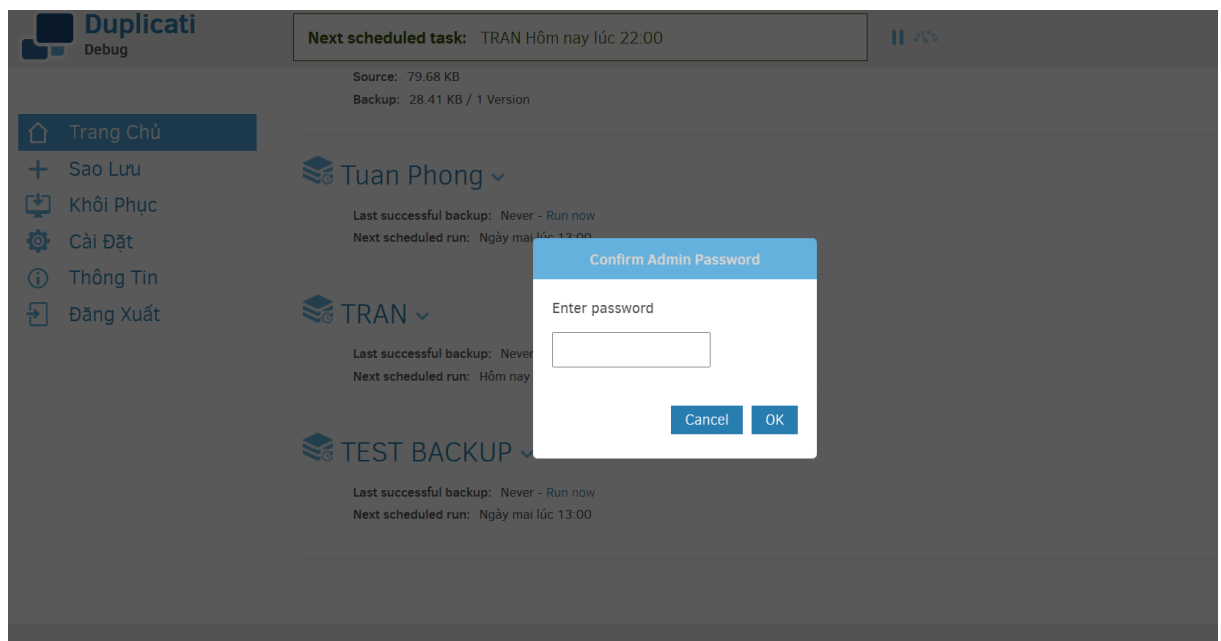 Duplicati
Debug
Next scheduled task: TRAN Hôm nay lúc 22:00
Source: 79.68 KB
Backup: 28.41 KB / 1 Version
Trang Chủ
Sao Lưu
Khôi Phục
Cài Đặt
Thông Tin
Đăng Xuất
Tuan Phong
Last successful backup: Never - Run now
Next scheduled run: Ngày mai lúc 13:00
TRAN
Last successful backup: Never
Next scheduled run: Hôm nay
TEST BACKUP
Last successful backup: Never - Run now
Next scheduled run: Ngày mai lúc 13:00
Confirm Admin Password
Enter password
Cancel OK